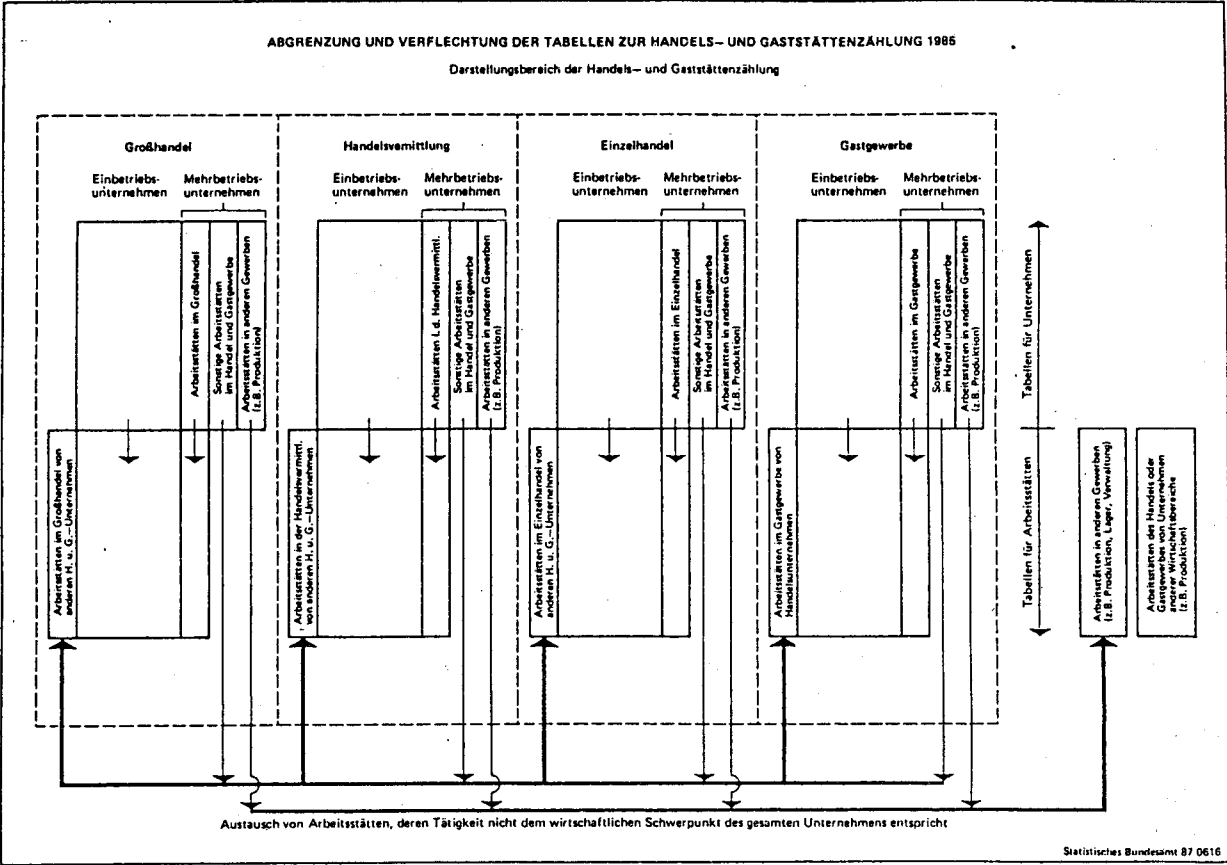 ABGRENZUNG UND VERFLECHTUNG DER TABELLEN ZUR HANDELS– UND GASTSTÄTTENZÄHLUNG 1985
Darstellungsbereich der Handels– und Gaststättenzählung
Großhandel
Einbetriebs-
unternehmen
Mehrbetriebs-
unternehmen
Arbeitsstätten im Großhandel
Sonstige Arbeitsstätten
im Handel und Gastgewerbe
Arbeitsstätten in anderen Gewerben
(z.B. Produktion)
Arbeitsstätten im Großhandel von
anderen H. u. G.–Unternehmen
Handelsvemittlung
Einbetriebs-
unternehmen
Mehrbetriebs-
unternehmen
Arbeitsstätten i. d. Handelsvermittl.
Sonstige Arbeitsstätten
im Handel und Gastgewerbe
Arbeitsstätten in anderen Gewerben
(z.B. Produktion)
Arbeitsstätten in der Handelsvermittl.
von anderen H. u. G.–Unternehmen
Einzelhandel
Einbetriebs-
unternehmen
Mehrbetriebs-
unternehmen
Arbeitsstätten im Einzelhandel
Sonstige Arbeitsstätten
im Handel und Gastgewerbe
Arbeitsstätten in anderen Gewerben
(z.B. Produktion)
Arbeitsstätten im Einzelhandel von
anderen H. u. G.–Unternehmen
Gastgewerbe
Einbetriebs-
unternehmen
Mehrbetriebs-
unternehmen
Arbeitsstätten im Gastgewerbe
Sonstige Arbeitsstätten
im Handel und Gastgewerbe
Arbeitsstätten in anderen Gewerben
(z.B. Produktion)
Arbeitsstätten im Gastgewerbe von
Handelsunternehmen
Tabellen für Unternehmen
Tabellen für Arbeitsstätten
Arbeitsstätten in anderen Gewerben
(z.B. Produktion, Lager, Verwaltung)
Arbeitsstätten des Handels oder
Gastgewerbes von Unternehmen
anderer Wirtschaftsbereiche
(z.B. Produktion)
Austausch von Arbeitsstätten, deren Tätigkeit nicht dem wirtschaftlichen Schwerpunkt des gesamten Unternehmens entspricht
Statistisches Bundesamt 87 0616